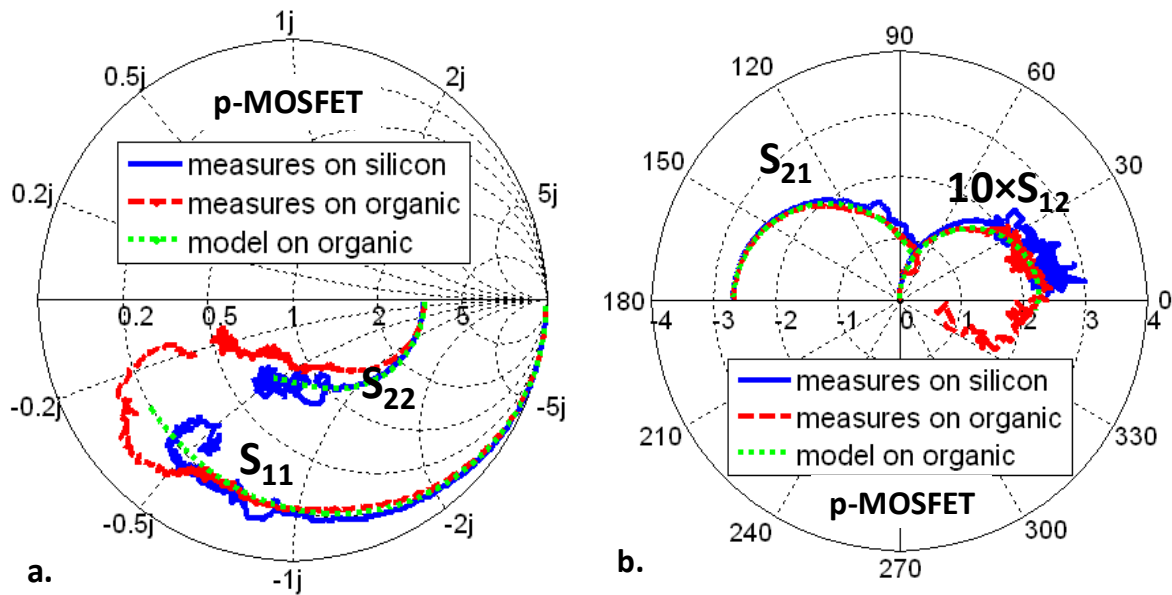 1j
0.5j
2j
p-MOSFET
measures on silicon
measures on organic
model on organic
0.2j
5j
0.2
0.5
1
2
5
-0.2j
-5j
S22
S11
-0.5j
-2j
-1j
a.
90
120
60
150
30
S21
10×S12
180
0
-4
-3
-2
-1
0
1
2
3
4
measures on silicon
measures on organic
model on organic
210
330
p-MOSFET
240
300
270
b.